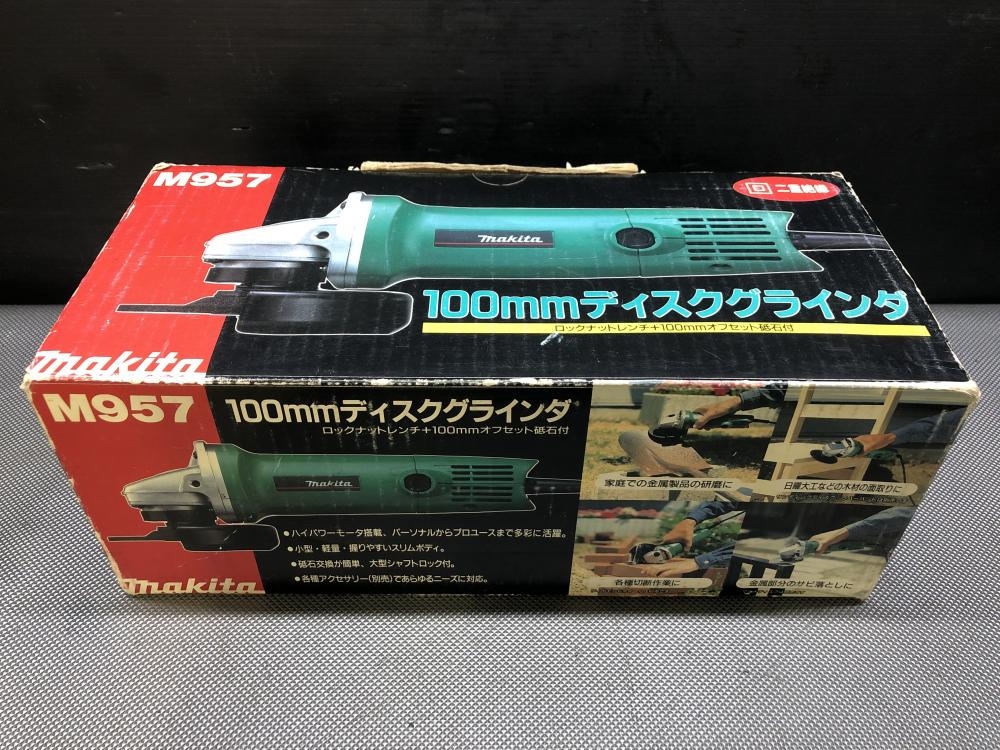 M957
二重絶縁
makita
100mmディスクグラインダ
ロックナットレンチ+100mmオフセット砥石付
makita
M957
100mmディスクグラインダ
ロックナットレンチ+100mmオフセット砥石付
makita
•ハイパワーモータ搭載、パーソナルからプロユースまで多彩に活躍。
•小型・軽量・握りやすいスリムボディ。
•砥石交換が簡単、大型シャフトロック付。
•各種アクセサリー(別売)であらゆるニーズに対応。
makita
家庭での金属製品の研磨に
日曜大工などの木材の面取りに
各種切断作業に
金属部分のサビ落としに